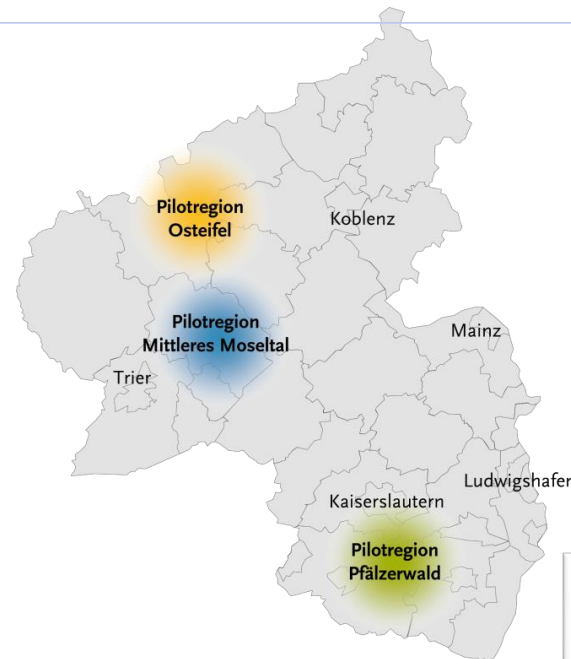 Pilotregion
Osteifel
Koblenz
Pilotregion
Mittleres Moseltal
Mainz
Trier
Ludwigshafen
Kaiserslautern
Pilotregion
Pfälzerwald